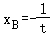 x_B = -1/t